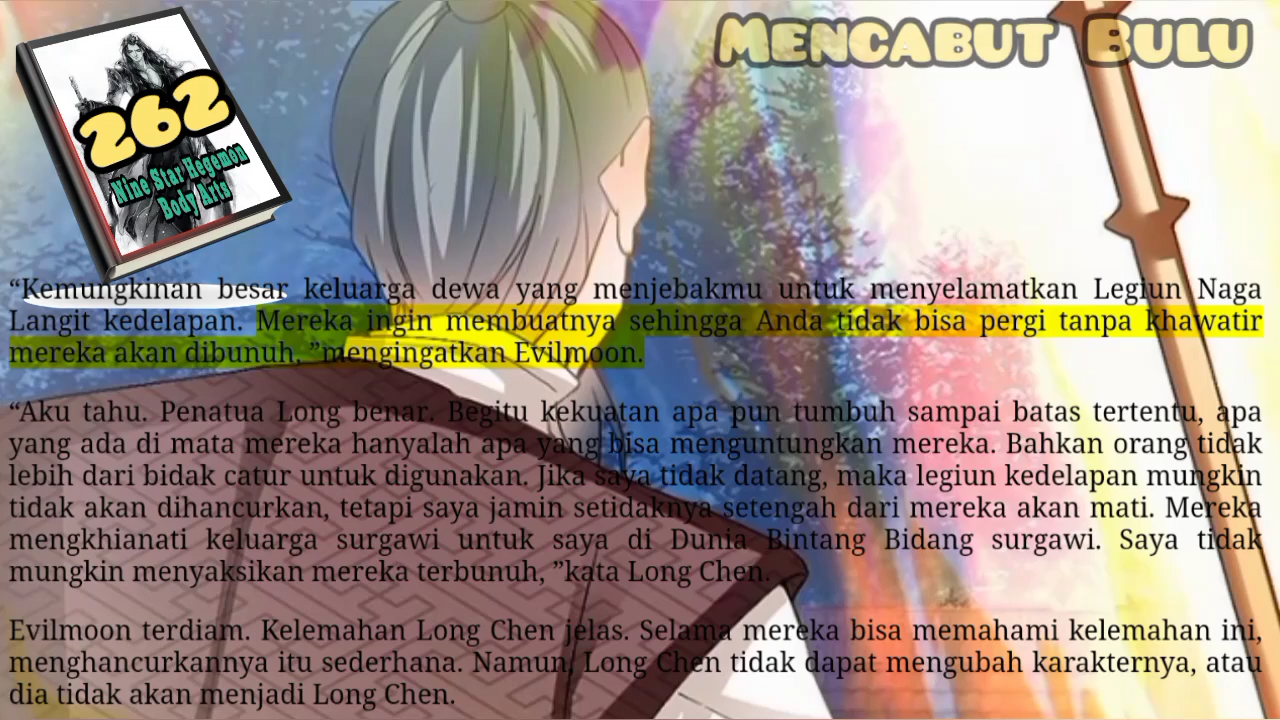 Mencabut Bulu
262
Nine Star Hegemon
Body Arts
“Kemungkinan besar keluarga dewa yang menjebakmu untuk menyelamatkan Legiun Naga
Langit kedelapan. Mereka ingin membuatnya sehingga Anda tidak bisa pergi tanpa khawatir
mereka akan dibunuh, ”mengingatkan Evilmoon.
“Aku tahu. Penatua Long benar. Begitu kekuatan apa pun tumbuh sampai batas tertentu, apa
yang ada di mata mereka hanyalah apa yang bisa menguntungkan mereka. Bahkan orang tidak
lebih dari bidak catur untuk digunakan. Jika saya tidak datang, maka legiun kedelapan mungkin
tidak akan dihancurkan, tetapi saya jamin setidaknya setengah dari mereka akan mati. Mereka
mengkhianati keluarga surgawi untuk saya di Dunia Bintang Bidang surgawi. Saya tidak
mungkin menyaksikan mereka terbunuh, ”kata Long Chen.
Evilmoon terdiam. Kelemahan Long Chen jelas. Selama mereka bisa memahami kelemahan ini,
menghancurkannya itu sederhana. Namun, Long Chen tidak dapat mengubah karakternya, atau
dia tidak akan menjadi Long Chen.